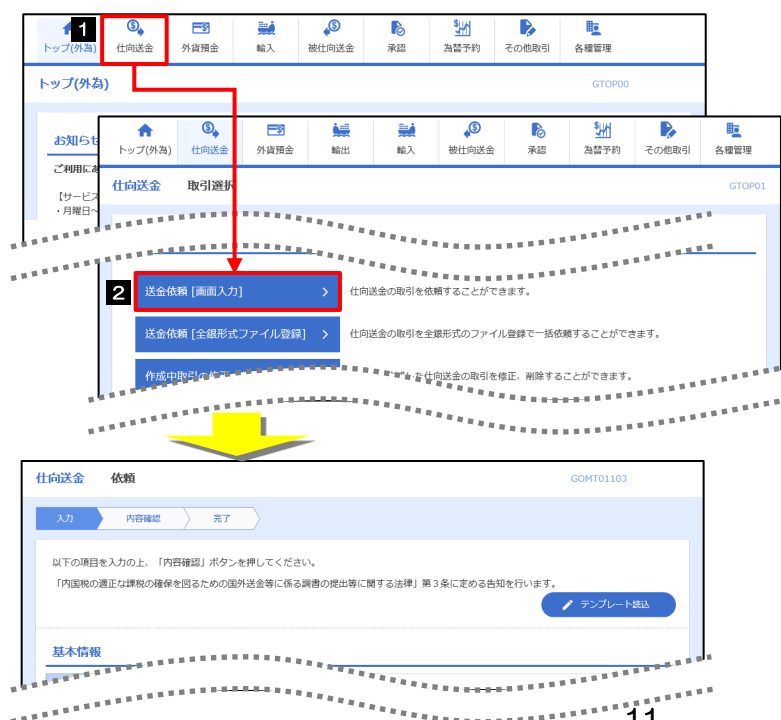 1
トップ(外為) 仕向送金 外貨預金 輸入 被仕向送金 承認 為替予約 その他取引 各種管理
トップ(外為) GTOP00
お知らせ
ご利用にあ
【サービス
・月曜日～
トップ(外為) 仕向送金 外貨預金 輸出 輸入 被仕向送金 承認 為替予約 その他取引 各種管理
仕向送金 取引選択 GTOP01
2
送金依頼 [画面入力] 仕向送金の取引を依頼することができます。
送金依頼 [全銀形式ファイル登録] 仕向送金の取引を全銀形式のファイル登録で一括依頼することができます。
作成中取引の 仕向送金の取引を修正、削除することができます。
仕向送金 依頼 GOMT01103
入力 内容確認 完了
以下の項目を入力の上、「内容確認」ボタンを押してください。
「内国税の適正な課税の確保を図るための国外送金等に係る調書の提出等に関する法律」第3条に定める告知を行います。
テンプレート読込
基本情報
11